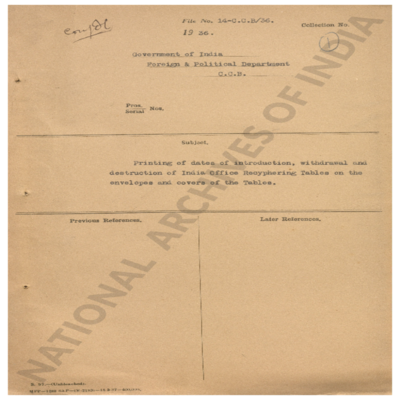 File No. 14-C.C.B/36.
Collection No.
1936.
Government of India
Foreign & Political Department
C.C.B.
Pros.
Serial Nos.
Subject.
Printing of dates of introduction, withdrawal and
destruction of India Office Recyphering Tables on the
envelopes and covers of the Tables.
Previous References.
Later References.
NATIONAL ARCHIVES OF INDIA